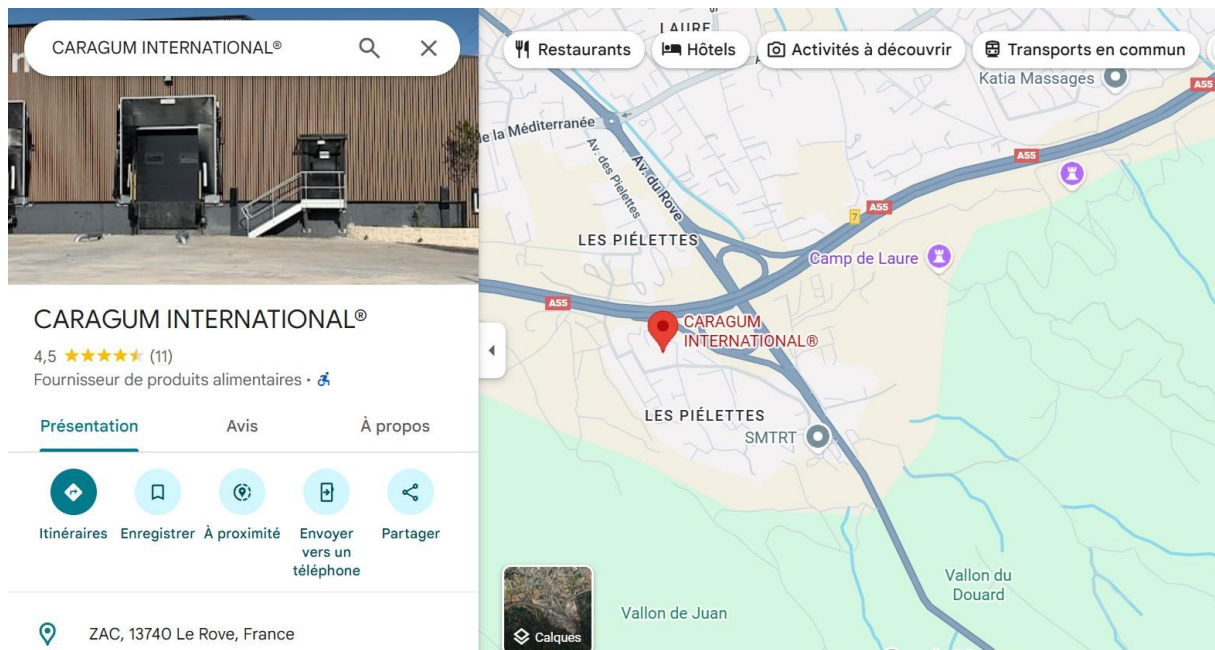 CARAGUM INTERNATIONAL®
CARAGUM INTERNATIONAL®
4,5 (11)
Fournisseur de produits alimentaires •
Présentation Avis À propos
Itinéraires Enregistrer À proximité Envoyer vers un téléphone Partager
ZAC, 13740 Le Rove, France
LAURE
Restaurants Hôtels Activités à découvrir Transports en commun
Katia Massages
A55
de la Méditerranée
Av. des Pielettes
Av. du Rove
A55
A55
7
LES PIÉLETTES
Camp de Laure
A55
CARAGUM
INTERNATIONAL®
LES PIÉLETTES
SMTRT
Vallon du
Douard
Vallon de Juan
Calques